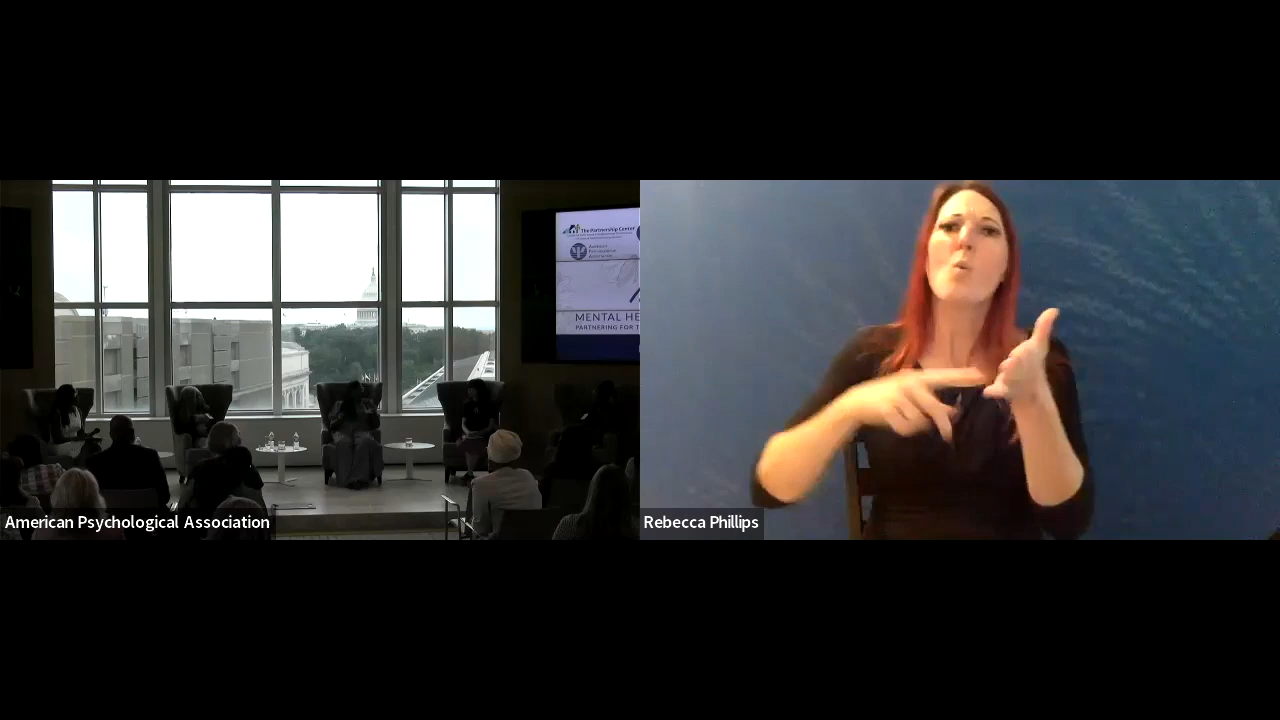 The Partnership Center
American
Psychological
Association
MENTAL HE
PARTNERING FOR T
American Psychological Association
Rebecca Phillips